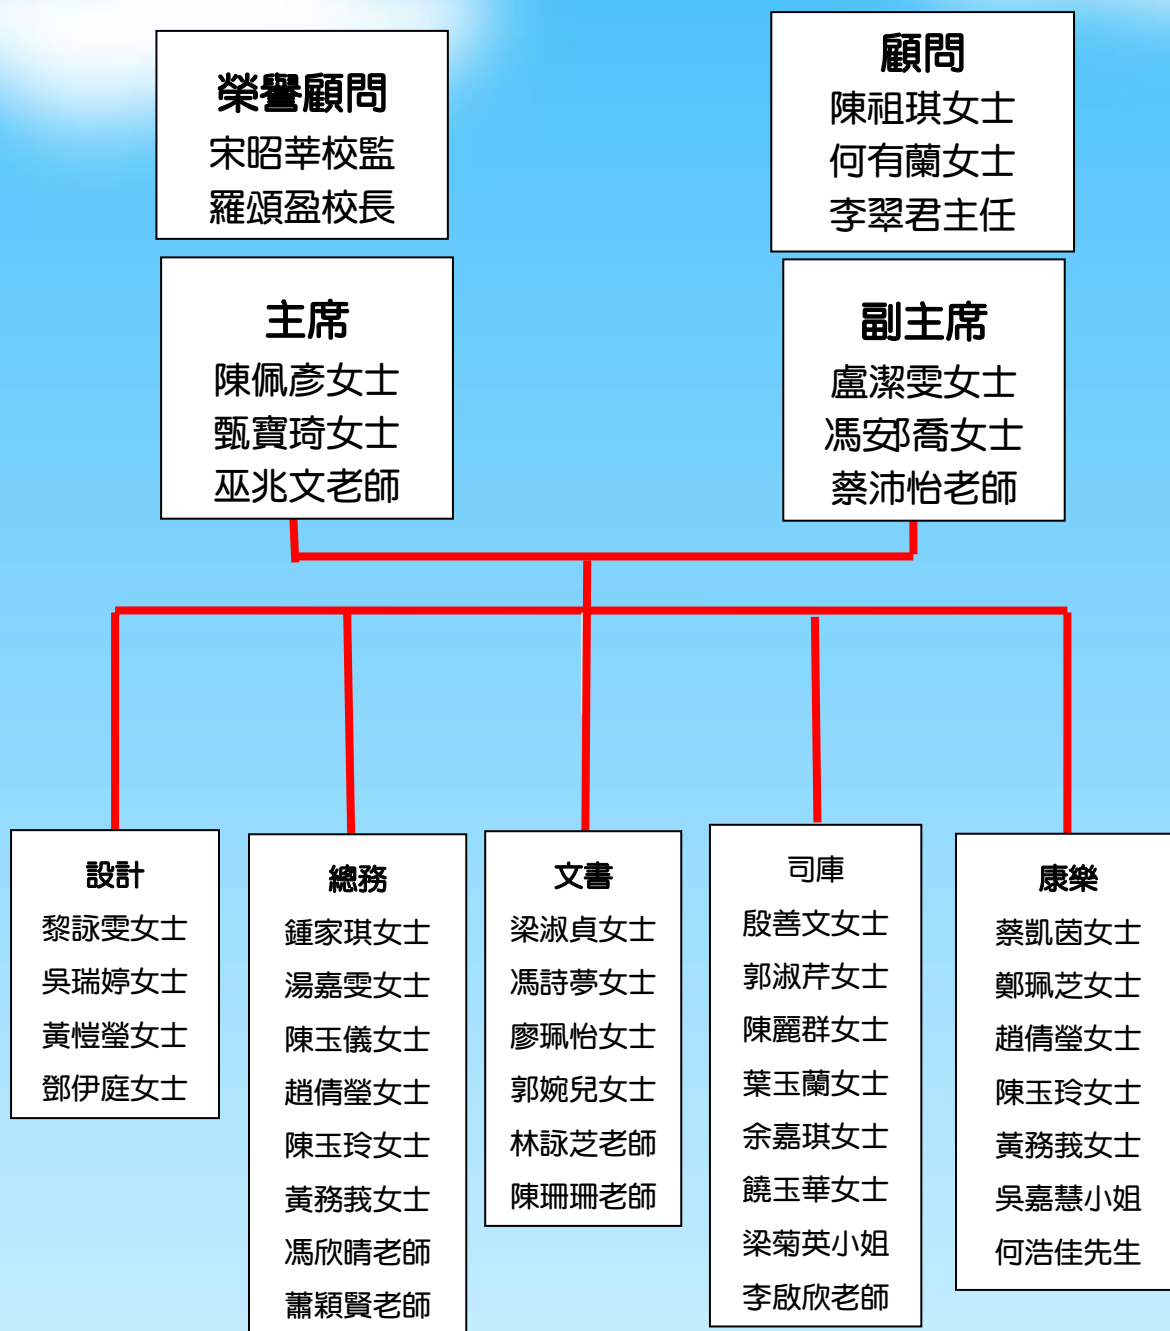 榮譽顧問
宋昭莘校監
羅頌盈校長
顧問
陳祖琪女士
何有蘭女士
李翠君主任
主席
陳佩彥女士
甄寶琦女士
巫兆文老師
副主席
盧潔雯女士
馮安郅喬女士
蔡沛怡老師
設計
黎詠雯女士
吳瑞婷女士
黃愷瑩女士
鄧伊庭女士
總務
鍾家琪女士
湯嘉雯女士
陳玉儀女士
趙倩瑩女士
陳玉玲女士
黃務莪女士
馮欣晴老師
蕭穎賢老師
文書
梁淑貞女士
馮詩夢女士
廖珮怡女士
郭婉兒女士
林詠芝老師
陳珊珊老師
司庫
殷善文女士
郭淑芹女士
陳麗群女士
葉玉蘭女士
余嘉琪女士
饒玉華女士
梁菊英小姐
李啟欣老師
康樂
蔡凱茵女士
鄭珮芝女士
趙倩瑩女士
陳玉玲女士
黃務莪女士
吳嘉慧小姐
何浩佳先生